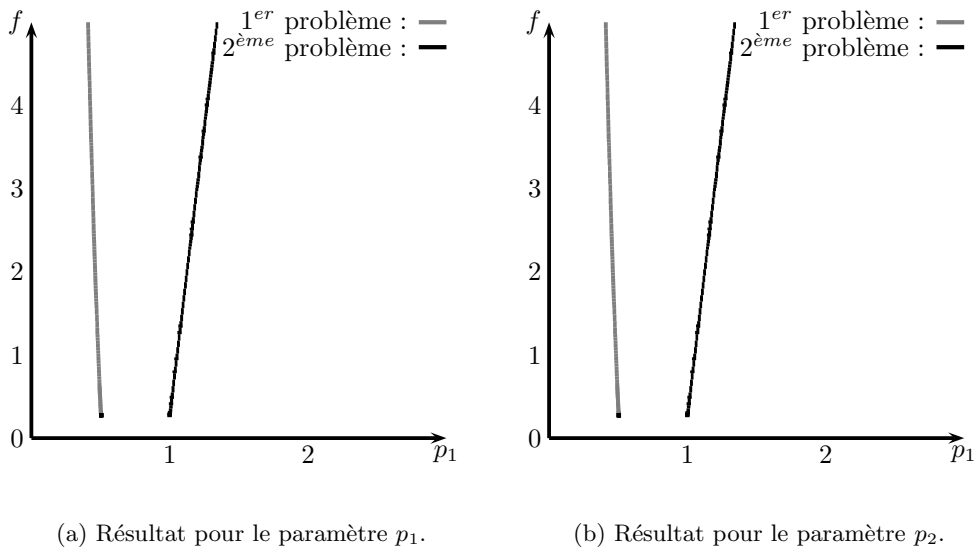 f
1er problème :
2ème problème :
4
3
2
1
0
1
2
p1
(a) Résultat pour le paramètre p1.
f
1er problème :
2ème problème :
4
3
2
1
0
1
2
p1
(b) Résultat pour le paramètre p2.